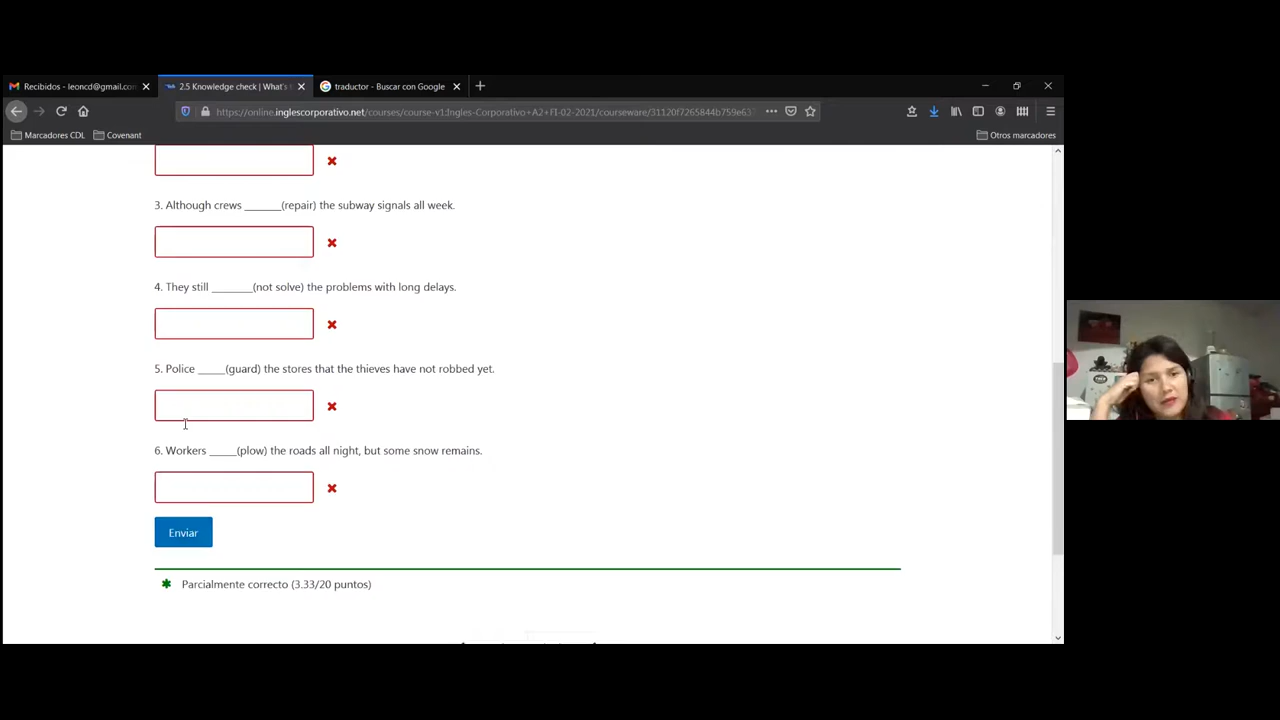 Recibidos - leoncd@gmail.com
2.5 Knowledge check | What's
traductor - Buscar con Google
https://online.inglescorporativo.net/courses/course-v1:Ingles-Corporativo+A2+FI-02-2021/courseware/31120f7265844b759e63
Marcadores CDL
Covenant
Otros marcadores
3. Although crews _______(repair) the subway signals all week.
4. They still ________(not solve) the problems with long delays.
5. Police _____(guard) the stores that the thieves have not robbed yet.
6. Workers _____(plow) the roads all night, but some snow remains.
Enviar
Parcialmente correcto (3.33/20 puntos)